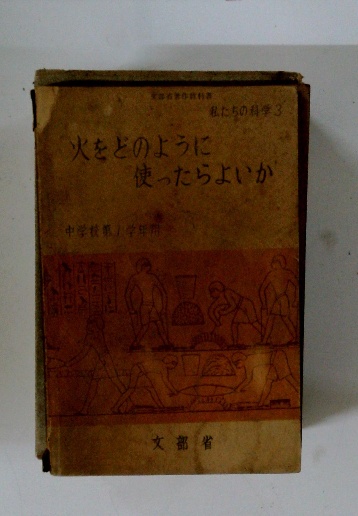 文部省著作教科書
私たちの科学3
火をどのように
使ったらよいか
中学校第1学年用
文部省